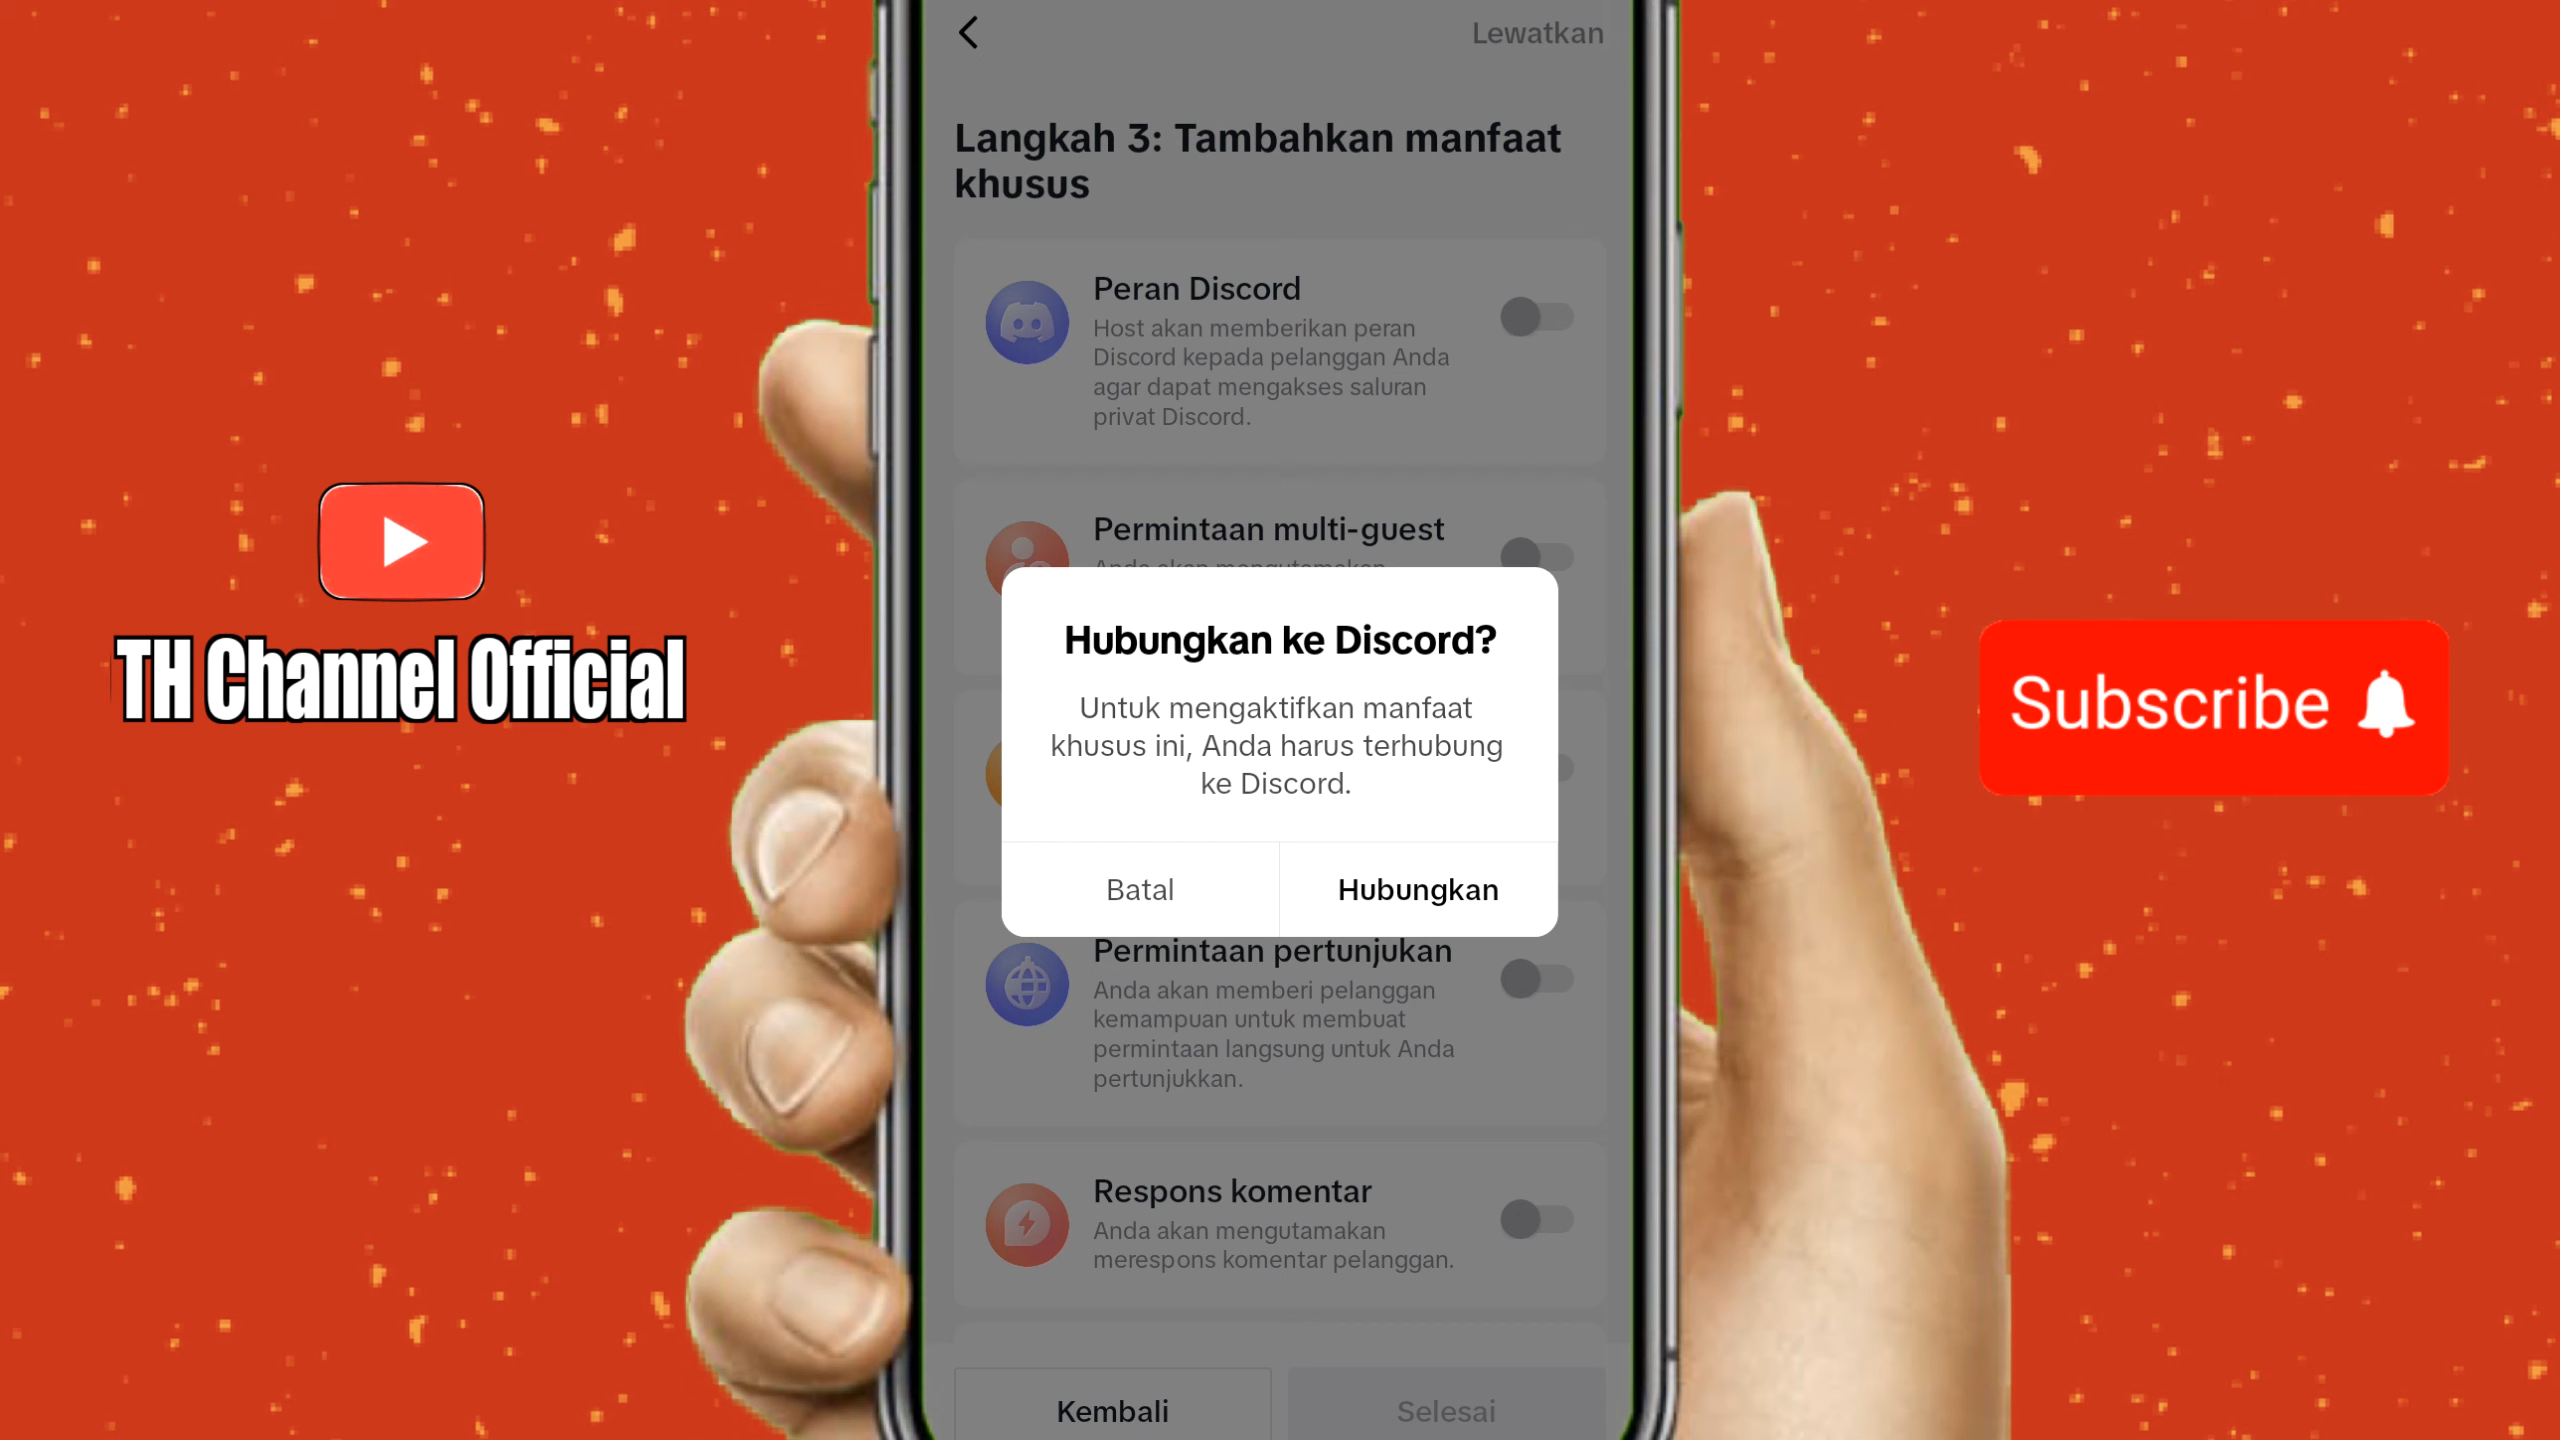 Lewatkan
Langkah 3: Tambahkan manfaat
khusus
Peran Discord
Host akan memberikan peran
Discord kepada pelanggan Anda
agar dapat mengakses saluran
privat Discord.
Permintaan multi-guest
Anda akan mengutamakan
Hubungkan ke Discord?
Untuk mengaktifkan manfaat
khusus ini, Anda harus terhubung
ke Discord.
Batal
Hubungkan
Permintaan pertunjukan
Anda akan memberi pelanggan
kemampuan untuk membuat
permintaan langsung untuk Anda
pertunjukkan.
Respons komentar
Anda akan mengutamakan
merespons komentar pelanggan.
Kembali
Selesai
TH Channel Official
Subscribe